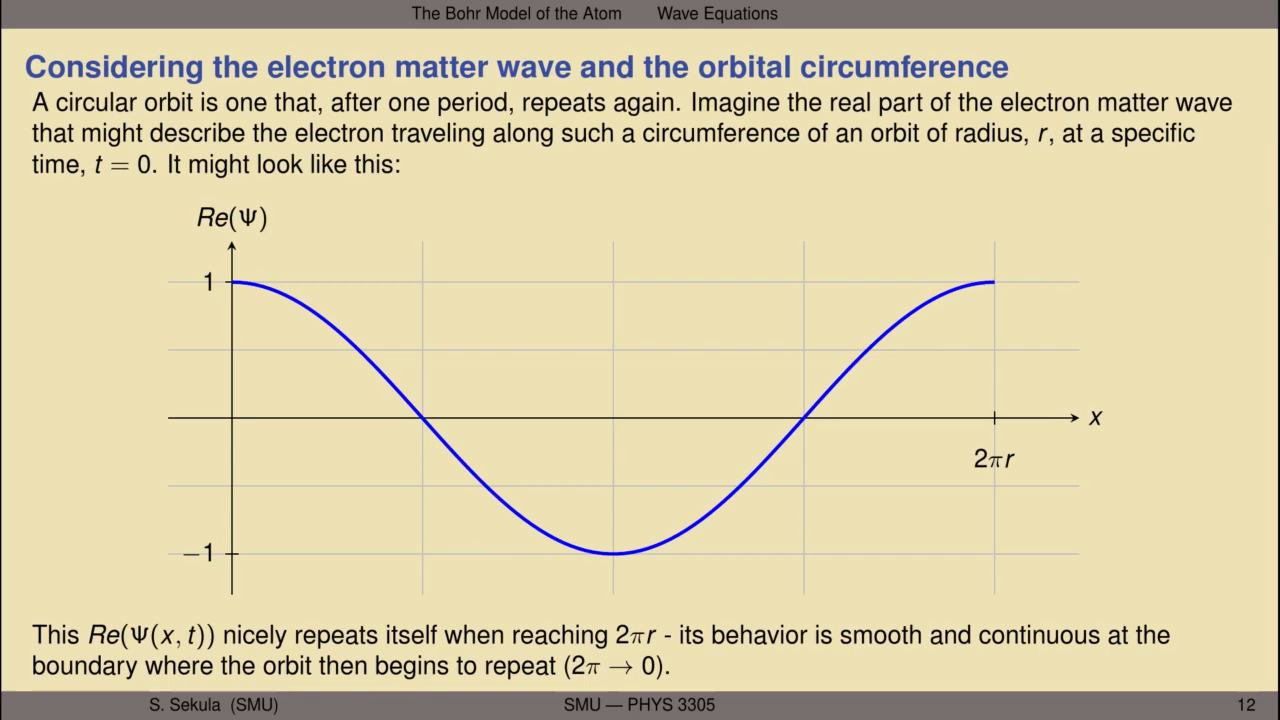 The Bohr Model of the Atom Wave Equations
Considering the electron matter wave and the orbital circumference
A circular orbit is one that, after one period, repeats again. Imagine the real part of the electron matter wave
that might describe the electron traveling along such a circumference of an orbit of radius, r, at a specific
time, t = 0. It might look like this:
Re(Ψ)
1
x
2πr
−1
This Re(Ψ(x, t)) nicely repeats itself when reaching 2πr - its behavior is smooth and continuous at the
boundary where the orbit then begins to repeat (2π → 0).
S. Sekula (SMU) SMU — PHYS 3305 12